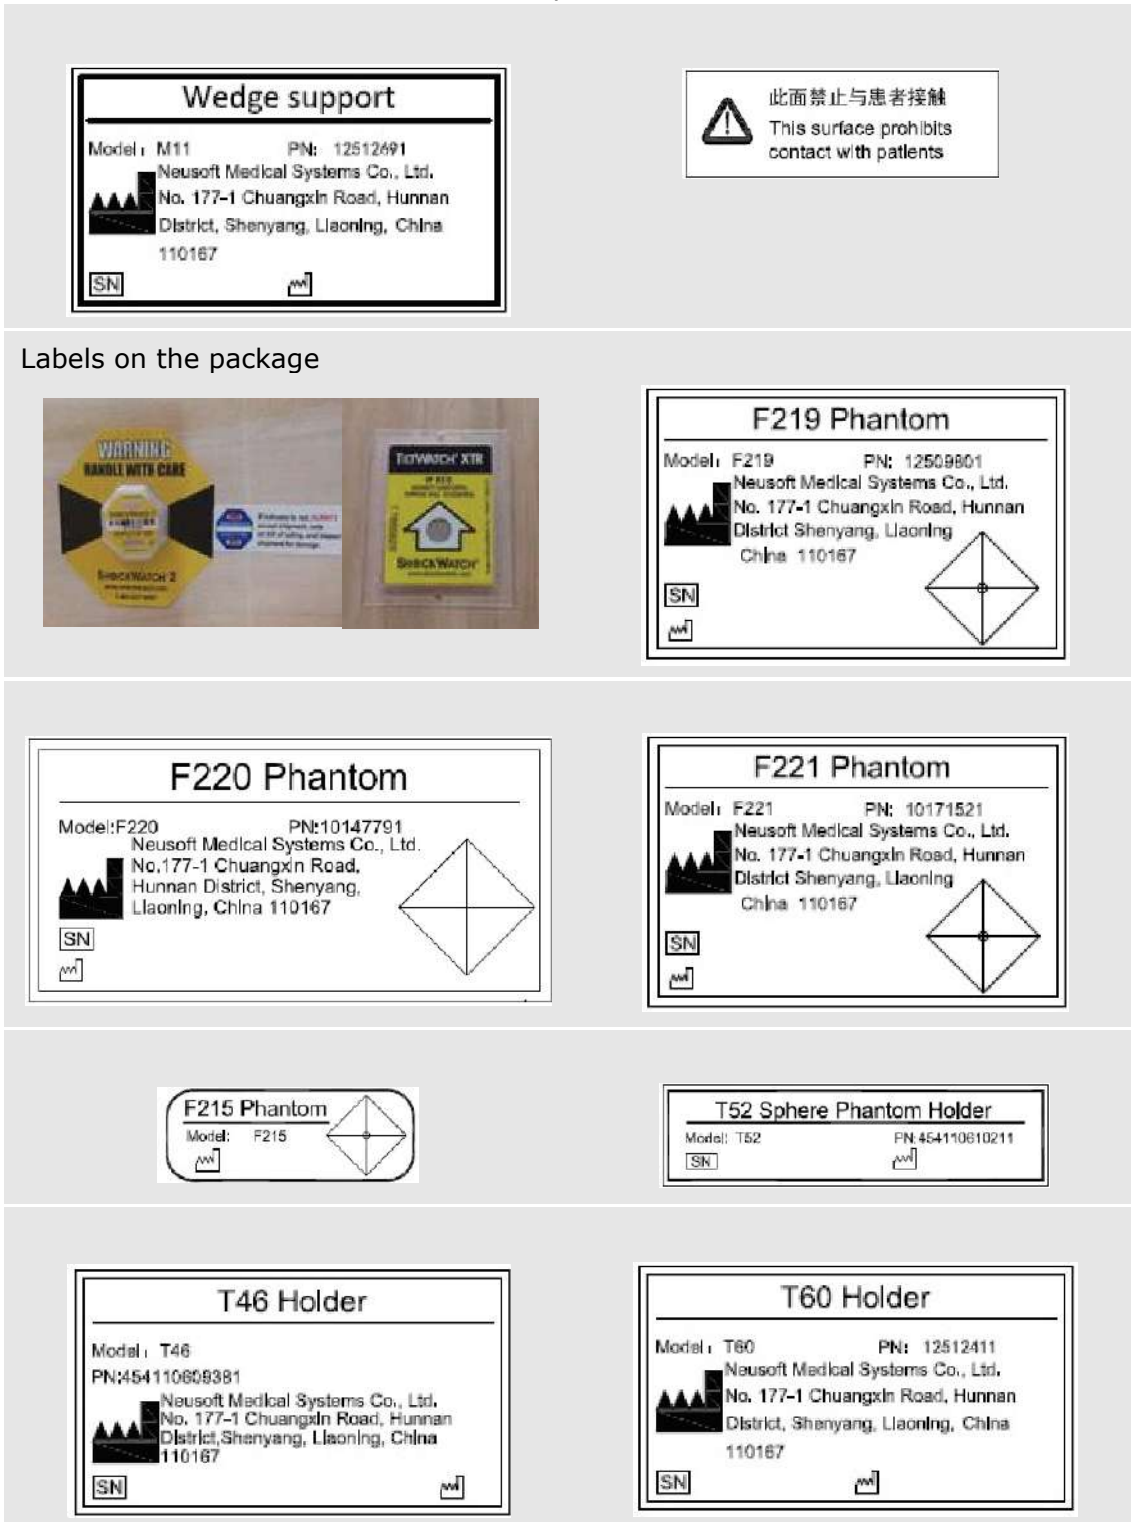 Wedge support
Model: M11 PN: 12512691
Neusoft Medical Systems Co., Ltd.
No. 177-1 Chuangxin Road, Hunnan
District, Shenyang, Liaoning, China
110167
SN
此面禁止与患者接触
This surface prohibits
contact with patients
Labels on the package
WARNING
HANDLE WITH CARE
SHOCKWATCH 2
TILTWATCH XTR
SHOCKWATCH
F219 Phantom
Model: F219 PN: 12509801
Neusoft Medical Systems Co., Ltd.
No. 177-1 Chuangxin Road, Hunnan
District Shenyang, Liaoning
China 110167
SN
F220 Phantom
Model:F220 PN:10147791
Neusoft Medical Systems Co., Ltd.
No,177-1 Chuangxin Road,
Hunnan District, Shenyang,
Liaoning, China 110167
SN
F221 Phantom
Model: F221 PN: 10171521
Neusoft Medical Systems Co., Ltd.
No. 177-1 Chuangxin Road, Hunnan
District Shenyang, Liaoning
China 110167
SN
F215 Phantom
Model: F215
T52 Sphere Phantom Holder
Model: T52 PN:454110610211
SN
T46 Holder
Model: T46
PN:454110609381
Neusoft Medical Systems Co., Ltd.
No. 177-1 Chuangxin Road, Hunnan
District,Shenyang, Liaoning, China
110167
SN
T60 Holder
Model: T60 PN: 12512411
Neusoft Medical Systems Co., Ltd.
No. 177-1 Chuangxin Road, Hunnan
District, Shenyang, Liaoning, China
110167
SN